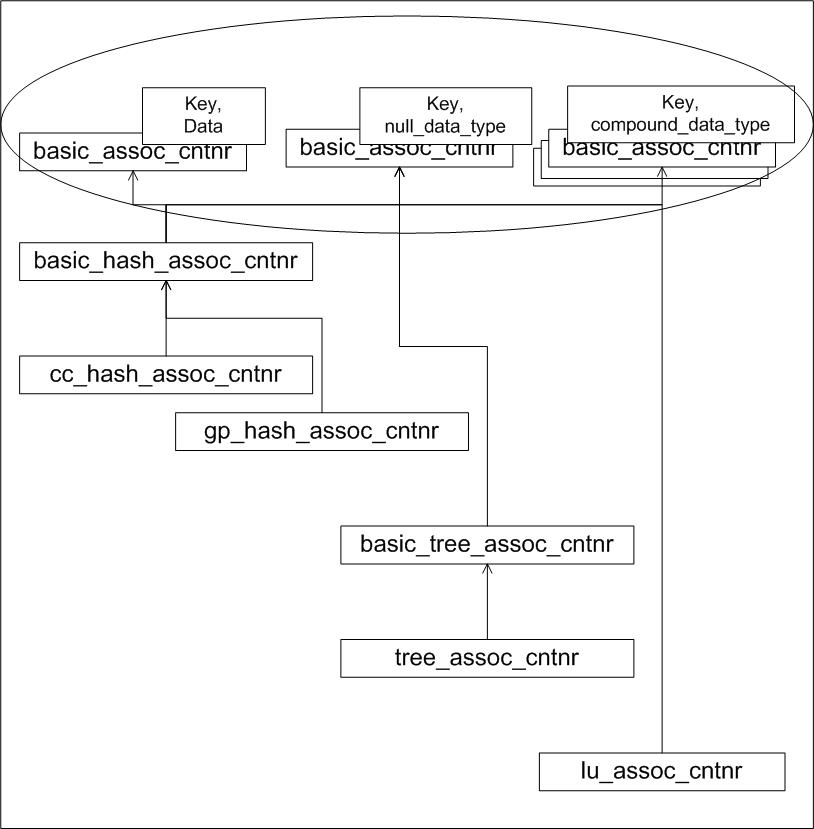 Key,
Data
basic_assoc_cntnr
Key,
null_data_type
basic_assoc_cntnr
Key,
compound_data_type
basic_assoc_cntnr
basic_hash_assoc_cntnr
cc_hash_assoc_cntnr
gp_hash_assoc_cntnr
basic_tree_assoc_cntnr
tree_assoc_cntnr
lu_assoc_cntnr